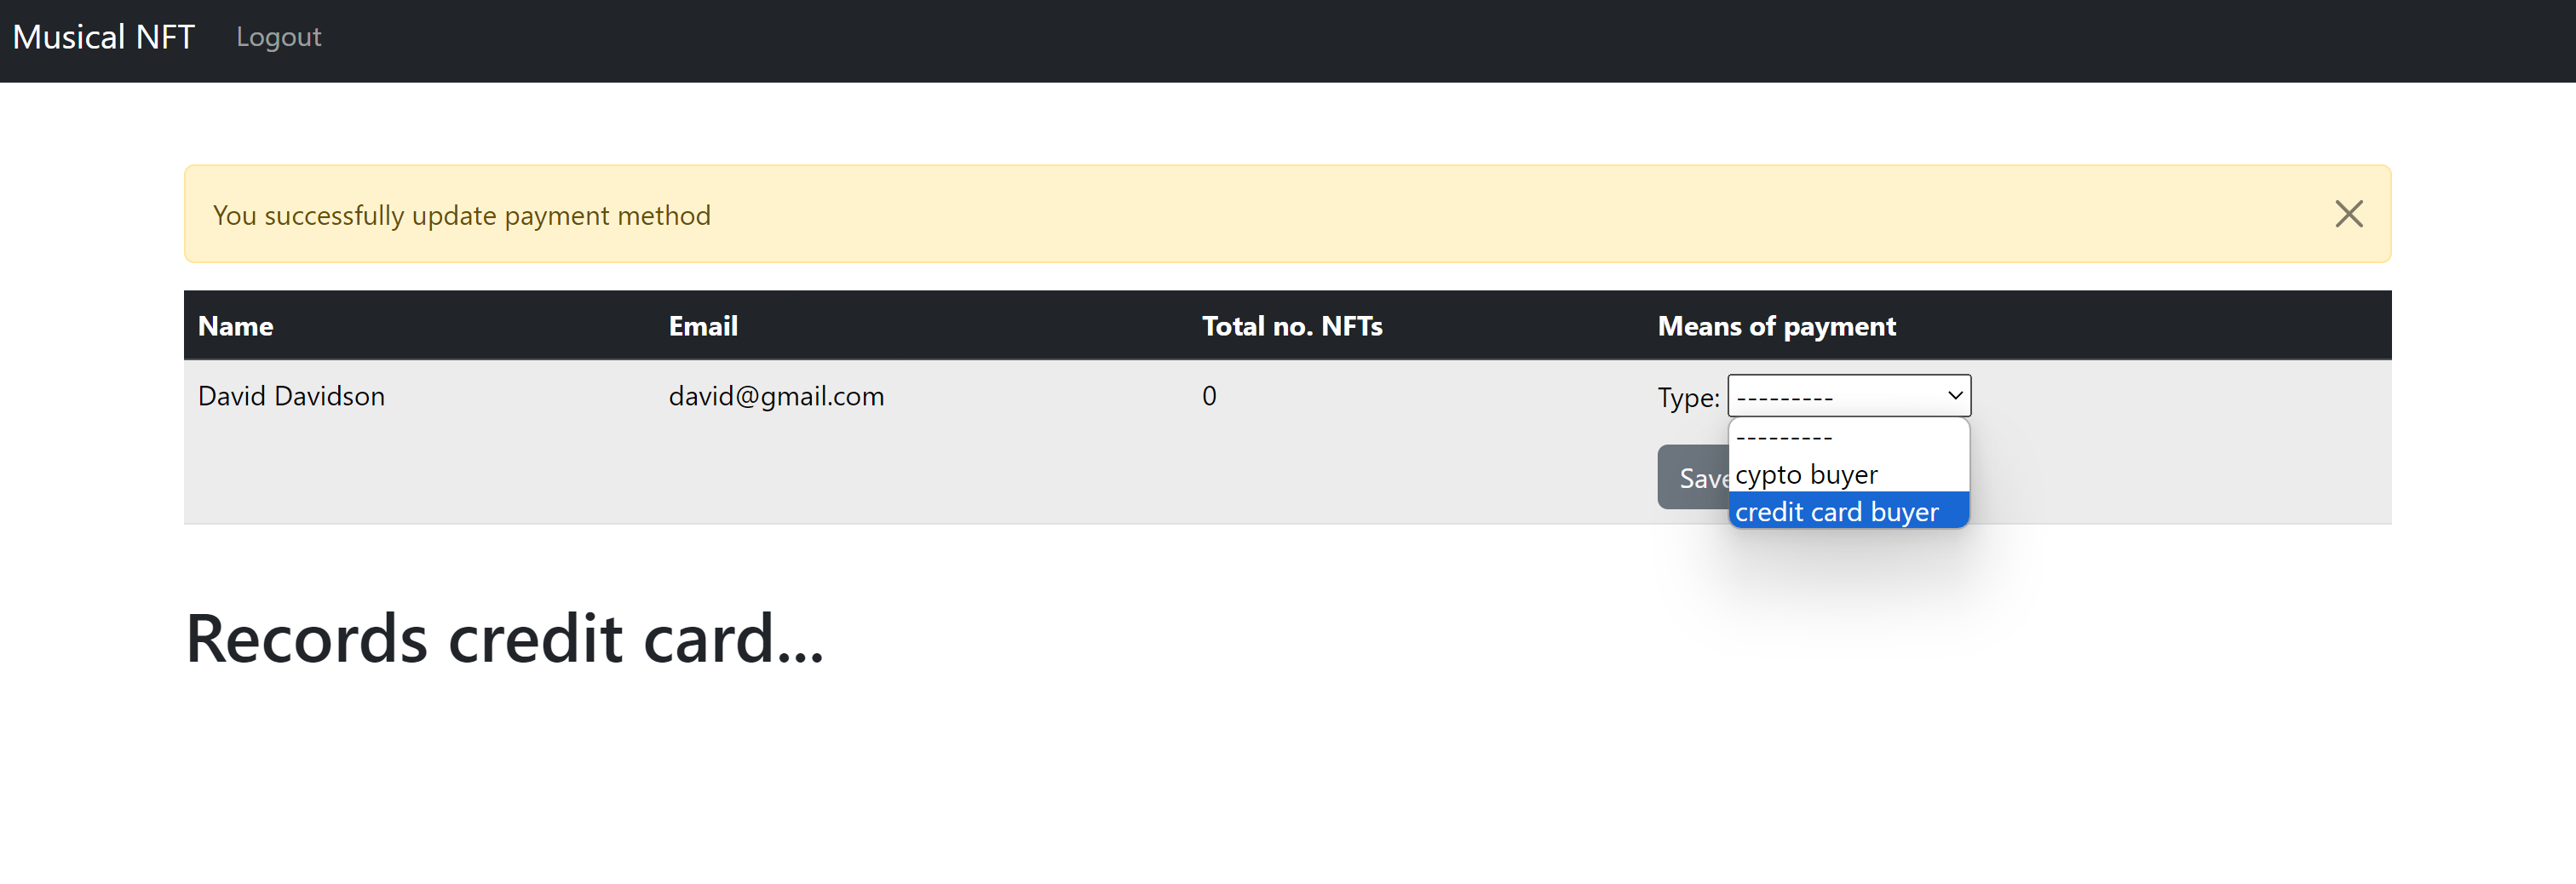 Musical NFT Logout
You successfully update payment method
Name Email Total no. NFTs Means of payment
David Davidson david@gmail.com 0 Type: ---------
---------
Save cypto buyer
credit card buyer
Records credit card...